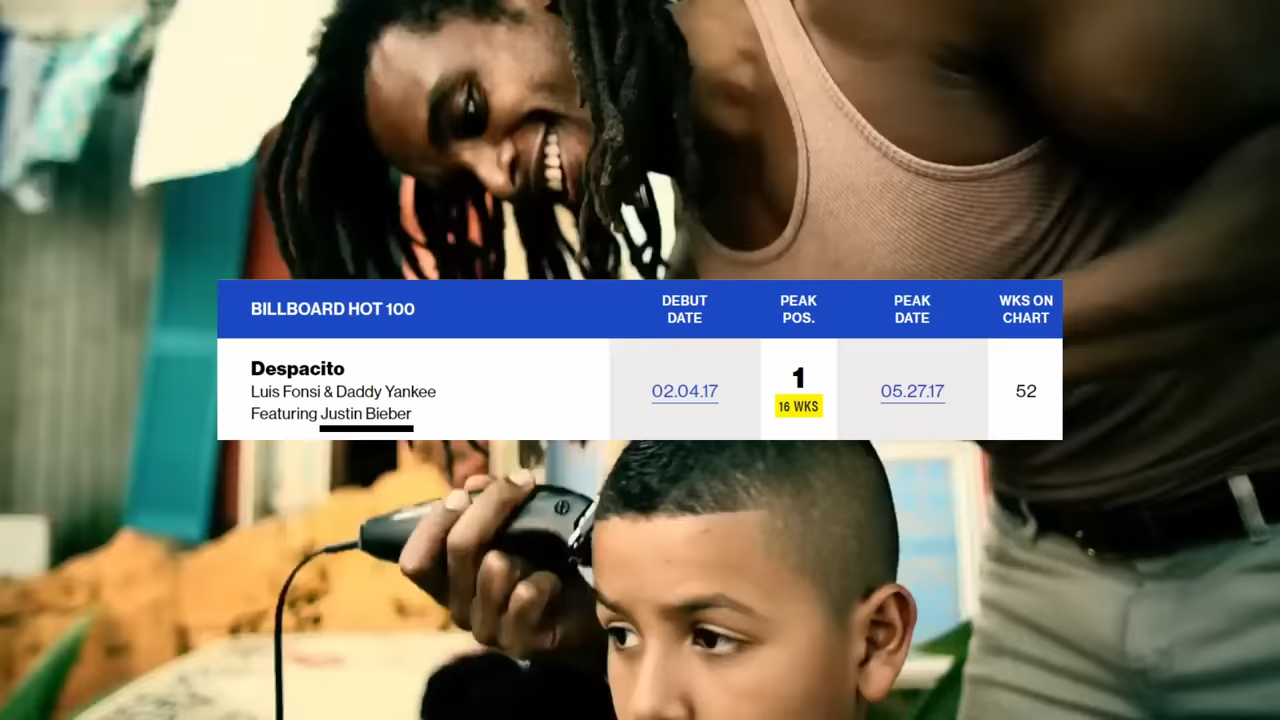 BILLBOARD HOT 100
DEBUT
DATE
PEAK
POS.
PEAK
DATE
WKS ON
CHART
Despacito
Luis Fonsi & Daddy Yankee
Featuring Justin Bieber
02.04.17
1
16 WKS
05.27.17
52